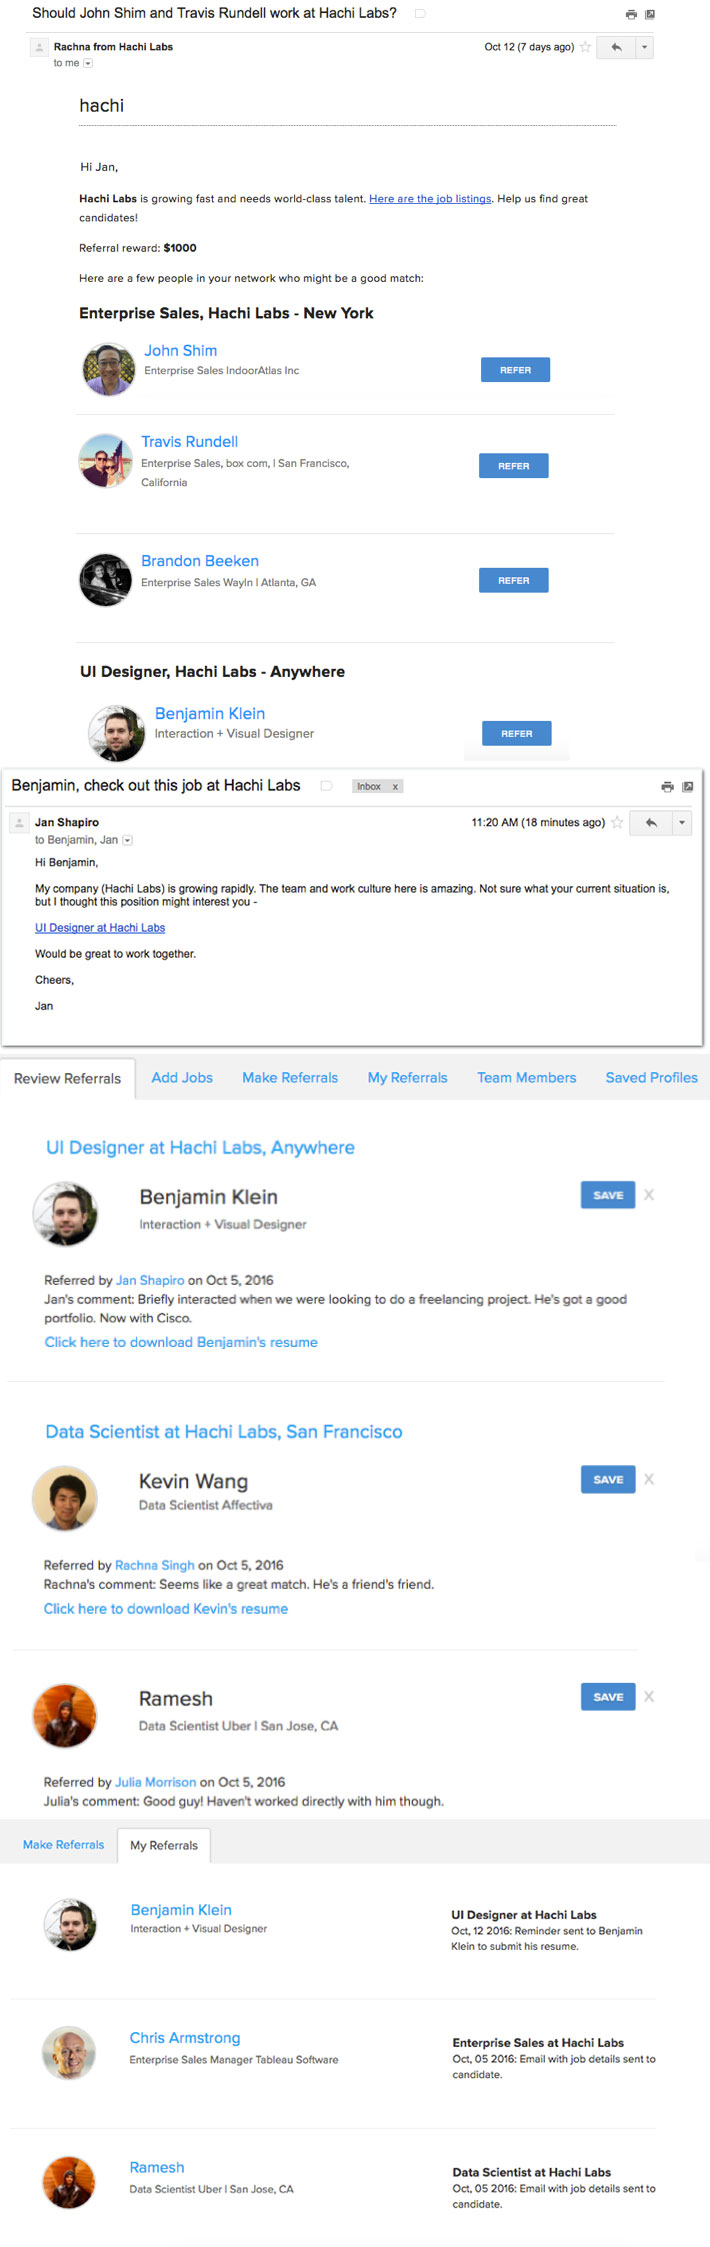 Should John Shim and Travis Rundell work at Hachi Labs?
Rachna from Hachi Labs
Oct 12 (7 days ago)
to me
hachi
Hi Jan,
Hachi Labs is growing fast and needs world-class talent. Here are the job listings. Help us find great
candidates!
Referral reward: $1000
Here are a few people in your network who might be a good match:
Enterprise Sales, Hachi Labs - New York
John Shim
Enterprise Sales IndoorAtlas Inc
REFER
Travis Rundell
Enterprise Sales, box com, | San Francisco,
California
REFER
Brandon Beeken
Enterprise Sales WayIn | Atlanta, GA
REFER
UI Designer, Hachi Labs - Anywhere
Benjamin Klein
Interaction + Visual Designer
REFER
Benjamin, check out this job at Hachi Labs
Inbox x
Jan Shapiro
11:20 AM (18 minutes ago)
to Benjamin, Jan
Hi Benjamin,
My company (Hachi Labs) is growing rapidly. The team and work culture here is amazing. Not sure what your current situation is,
but I thought this position might interest you -
UI Designer at Hachi Labs
Would be great to work together.
Cheers,
Jan
Review Referrals Add Jobs Make Referrals My Referrals Team Members Saved Profiles
UI Designer at Hachi Labs, Anywhere
Benjamin Klein
SAVE X
Interaction + Visual Designer
Referred by Jan Shapiro on Oct 5, 2016
Jan's comment: Briefly interacted when we were looking to do a freelancing project. He's got a good
portfolio. Now with Cisco.
Click here to download Benjamin's resume
Data Scientist at Hachi Labs, San Francisco
Kevin Wang
SAVE X
Data Scientist Affectiva
Referred by Rachna Singh on Oct 5, 2016
Rachna's comment: Seems like a great match. He's a friend's friend.
Click here to download Kevin's resume
Ramesh
SAVE X
Data Scientist Uber | San Jose, CA
Referred by Julia Morrison on Oct 5, 2016
Julia's comment: Good guy! Haven't worked directly with him though.
Make Referrals My Referrals
Benjamin Klein
Interaction + Visual Designer
UI Designer at Hachi Labs
Oct, 12 2016: Reminder sent to Benjamin
Klein to submit his resume.
Chris Armstrong
Enterprise Sales Manager Tableau Software
Enterprise Sales at Hachi Labs
Oct, 05 2016: Email with job details sent to
candidate.
Ramesh
Data Scientist Uber | San Jose, CA
Data Scientist at Hachi Labs
Oct, 05 2016: Email with job details sent to
candidate.